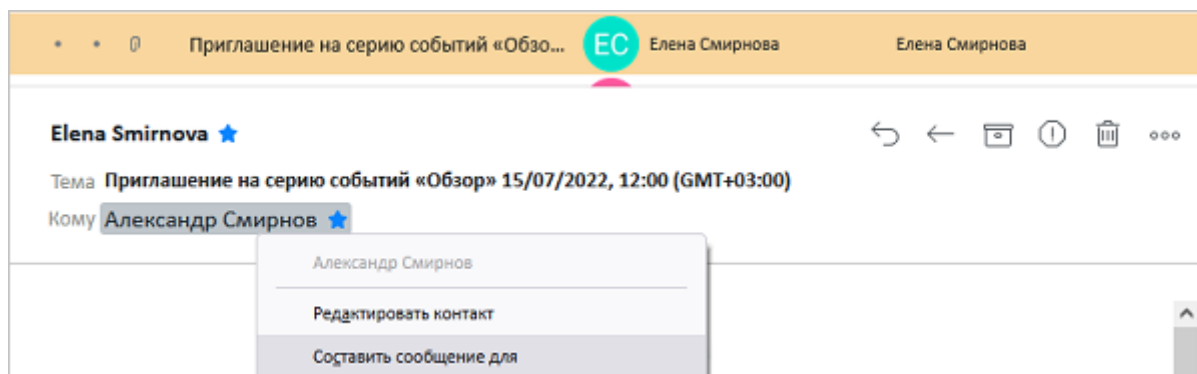 Приглашение на серию событий «Обзо... ЕС Елена Смирнова Елена Смирнова
Elena Smirnova
Тема Приглашение на серию событий «Обзор» 15/07/2022, 12:00 (GMT+03:00)
Кому Александр Смирнов
Александр Смирнов
Редактировать контакт
Составить сообщение для